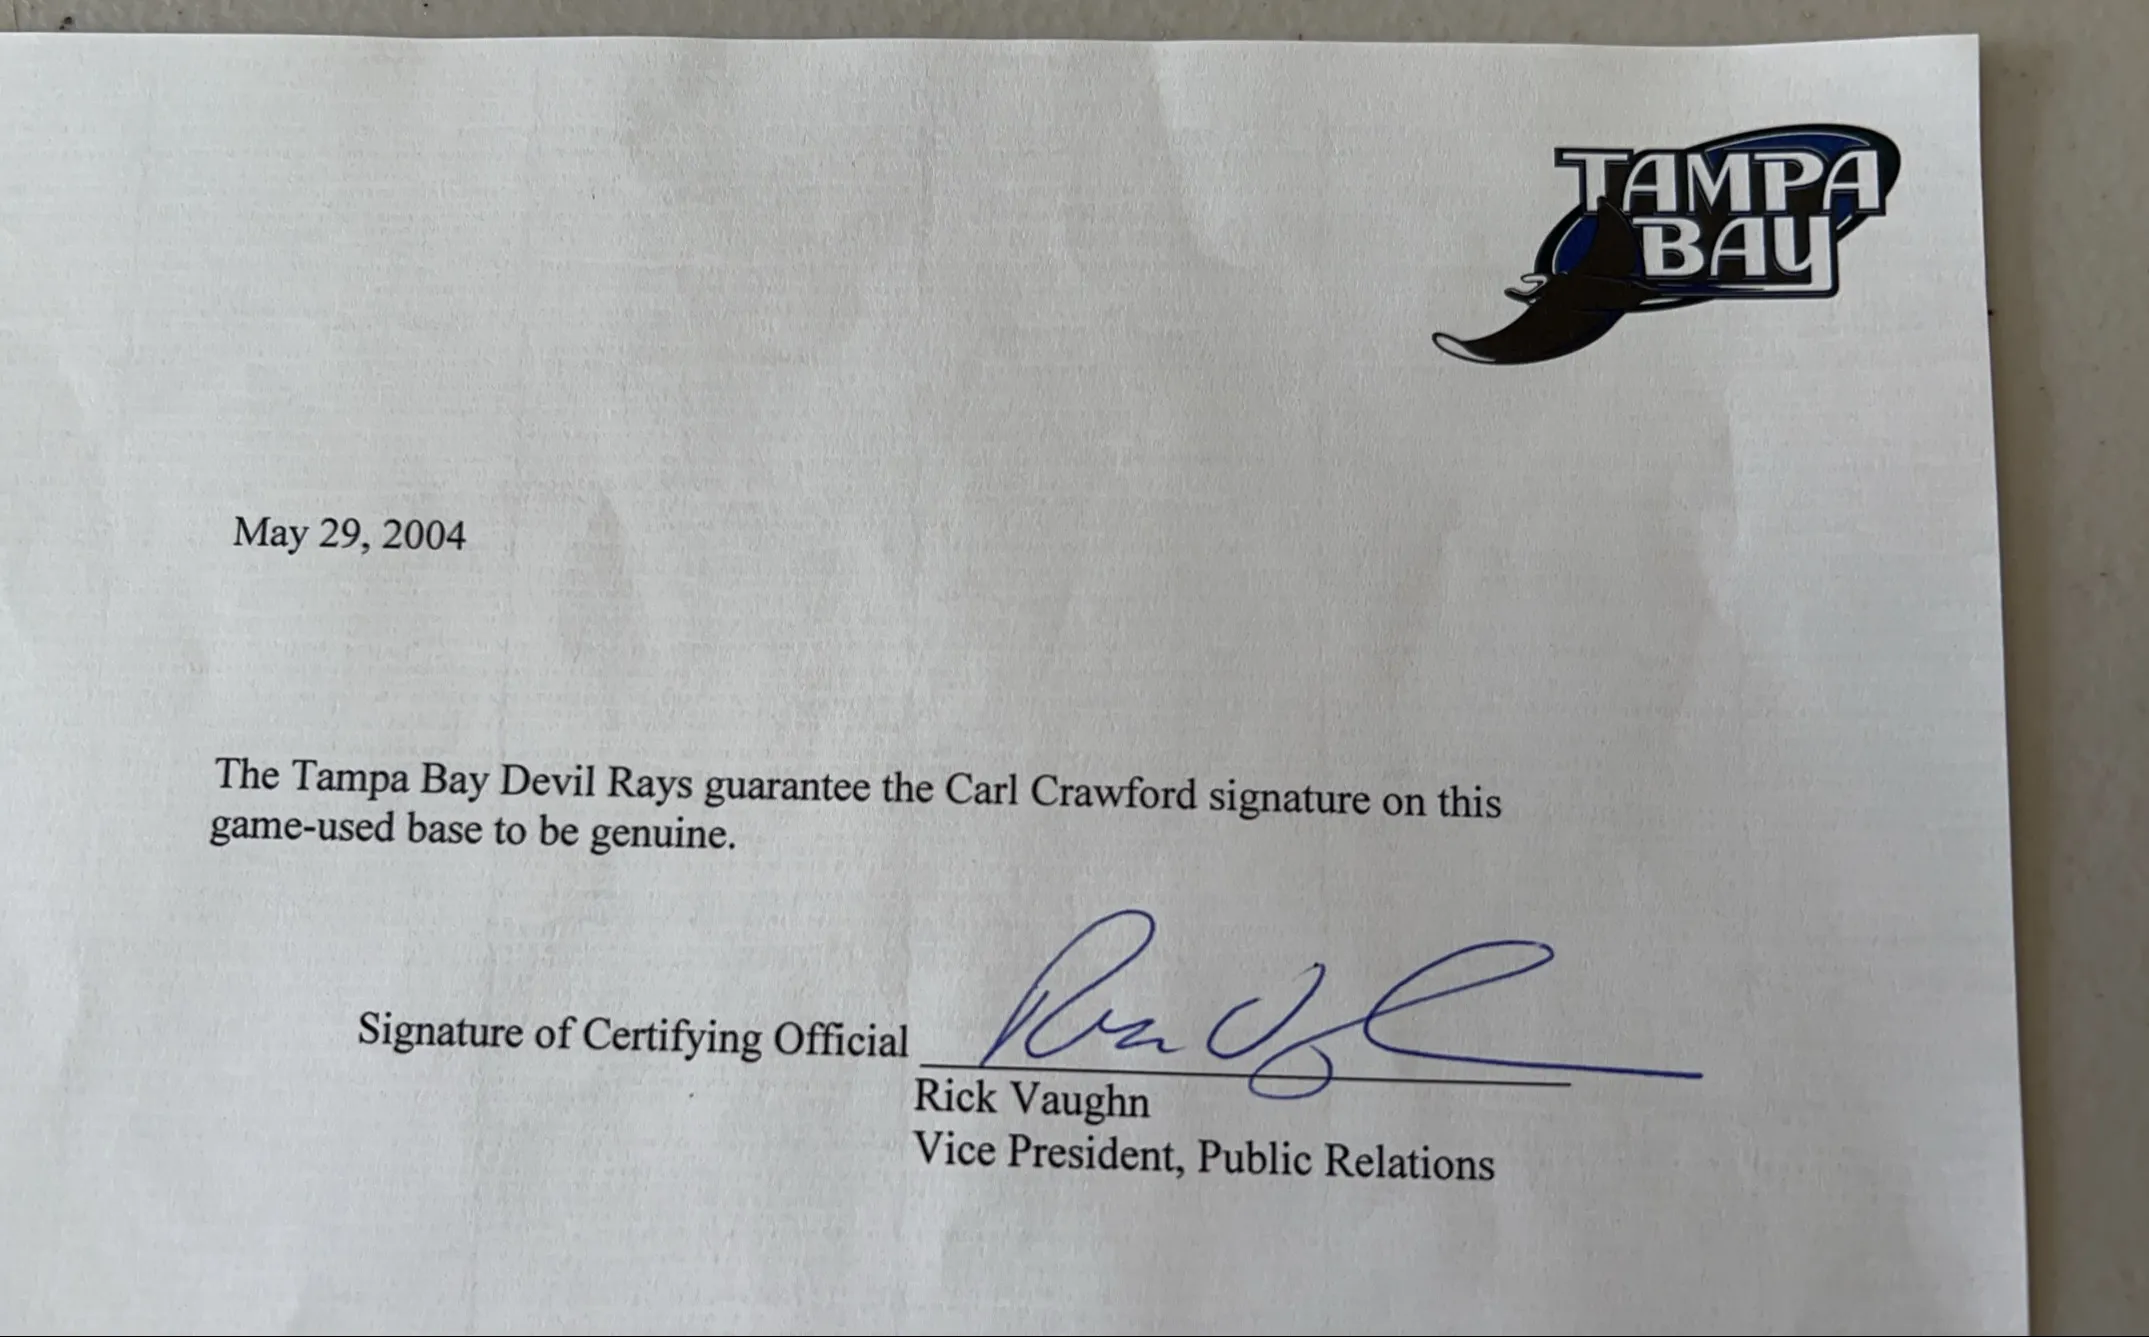 TAMPA
BAY
May 29, 2004
The Tampa Bay Devil Rays guarantee the Carl Crawford signature on this
game-used base to be genuine.
Signature of Certifying Official
Rick Vaughn
Vice President, Public Relations